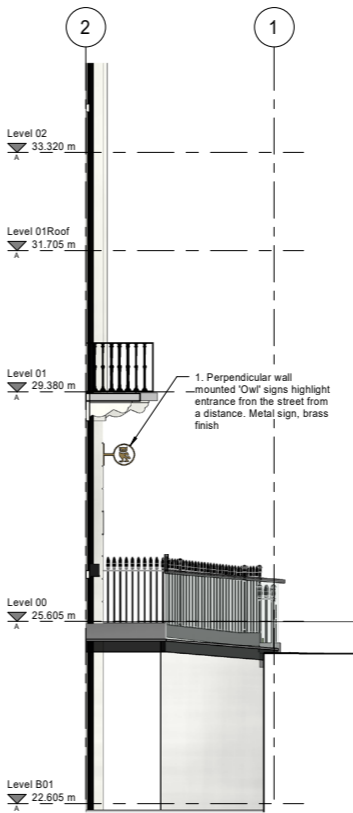 2
1
Level 02
33.320 m
A
Level 01Roof
31.705 m
A
Level 01
29.380 m
A
1. Perpendicular wall
mounted 'Owl' signs highlight
entrance fron the street from
a distance. Metal sign, brass
finish
Level 00
25.605 m
A
Level B01
22.605 m
A